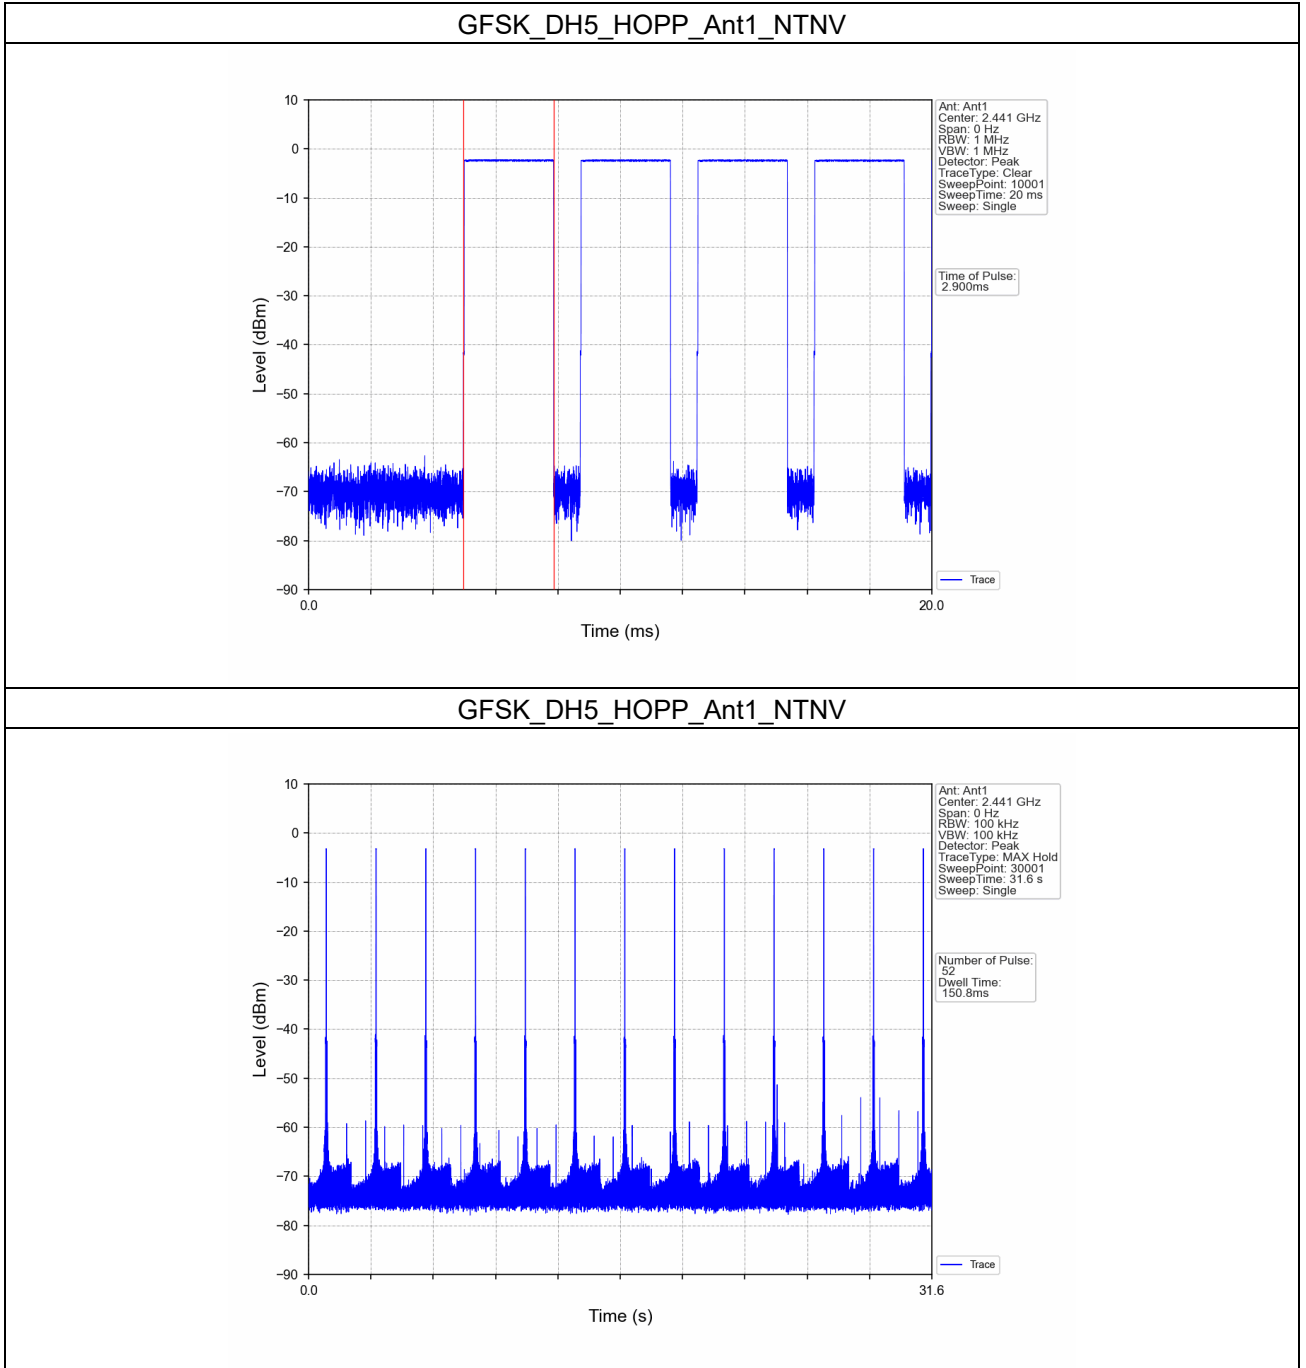 GFSK_DH5_HOPP_Ant1_NTNV
10
0
−10
−20
−30
−40
−50
−60
−70
−80
−90
Level (dBm)
0.0
20.0
Time (ms)
Ant: Ant1
Center: 2.441 GHz
Span: 0 Hz
RBW: 1 MHz
VBW: 1 MHz
Detector: Peak
TraceType: Clear
SweepPoint: 10001
SweepTime: 20 ms
Sweep: Single
Time of Pulse:
2.900ms
Trace
GFSK_DH5_HOPP_Ant1_NTNV
10
0
−10
−20
−30
−40
−50
−60
−70
−80
−90
Level (dBm)
0.0
31.6
Time (s)
Ant: Ant1
Center: 2.441 GHz
Span: 0 Hz
RBW: 100 kHz
VBW: 100 kHz
Detector: Peak
TraceType: MAX Hold
SweepPoint: 30001
SweepTime: 31.6 s
Sweep: Single
Number of Pulse:
52
Dwell Time:
150.8ms
Trace